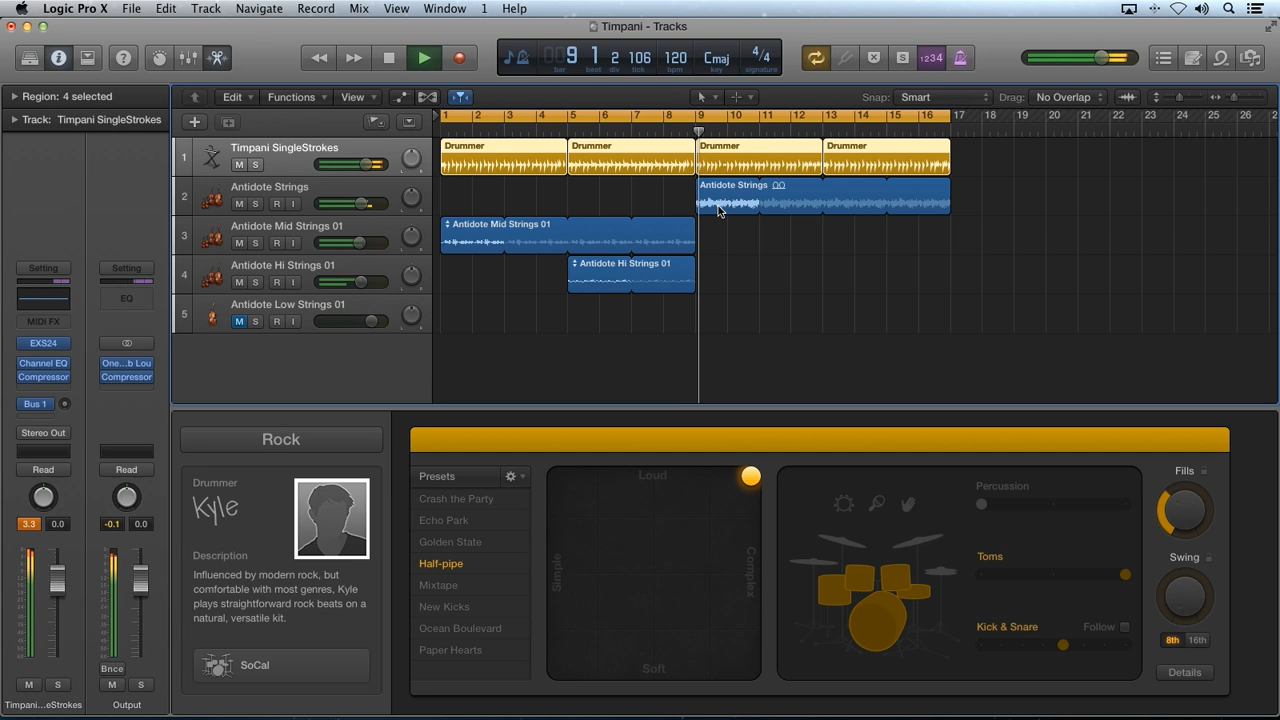 Logic Pro X File Edit Track Navigate Record Mix View Window 1 Help
Timpani - Tracks
009 1 2 106 120 Cmaj 4/4
bar beat div tick bpm key signature
1234
Region: 4 selected
Edit Functions View
Snap: Smart
Drag: No Overlap
Track: Timpani SingleStrokes
1 2 3 4 5 6 7 8 9 10 11 12 13 14 15 16 17 18 19 20 21 22 23 24 25 26 2
1 Timpani SingleStrokes
M S
Drummer Drummer Drummer Drummer
2 Antidote Strings
M S R I
Antidote Strings
3 Antidote Mid Strings 01
M S R I
Antidote Mid Strings 01
4 Antidote Hi Strings 01
M S R I
Antidote Hi Strings 01
5 Antidote Low Strings 01
M S R I
Setting Setting
EQ
MIDI FX
EXS24
Channel EQ One...b Lou
Compressor Compressor
Bus 1
Stereo Out
Read Read
3.3 0.0 -0.1 0.0
Bnce
M S M S
Timpani...eStrokes Output
Rock
Drummer
Kyle
Description
Influenced by modern rock, but
comfortable with most genres, Kyle
plays straightforward rock beats on a
natural, versatile kit.
SoCal
Presets
Crash the Party
Echo Park
Golden State
Half-pipe
Mixtape
New Kicks
Ocean Boulevard
Paper Hearts
Loud
Simple
Complex
Soft
Percussion
Toms
Kick & Snare Follow
Fills
Swing
8th 16th
Details